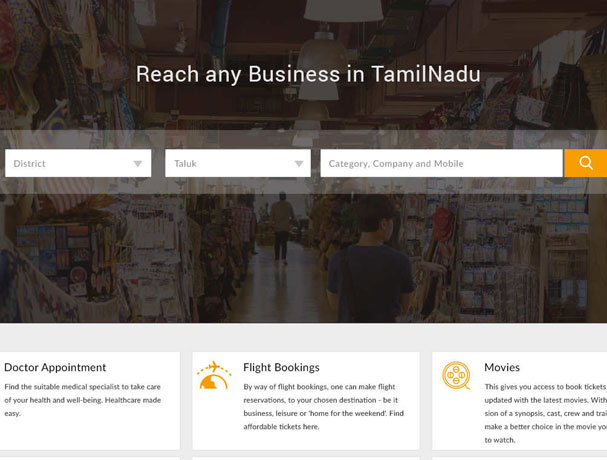 Reach any Business in TamilNadu
District
Taluk
Category, Company and Mobile
Doctor Appointment
Find the suitable medical specialist to take care
of your health and well-being. Healthcare made
easy.
Flight Bookings
By way of flight bookings, one can make flight
reservations, to your chosen destination - be it
business, leisure or 'home for the weekend'. Find
affordable tickets here.
Movies
This gives you access to book tickets
updated with the latest movies. With
sion of a synopsis, cast, crew and trai
make a better choice in the movie yo
to watch.